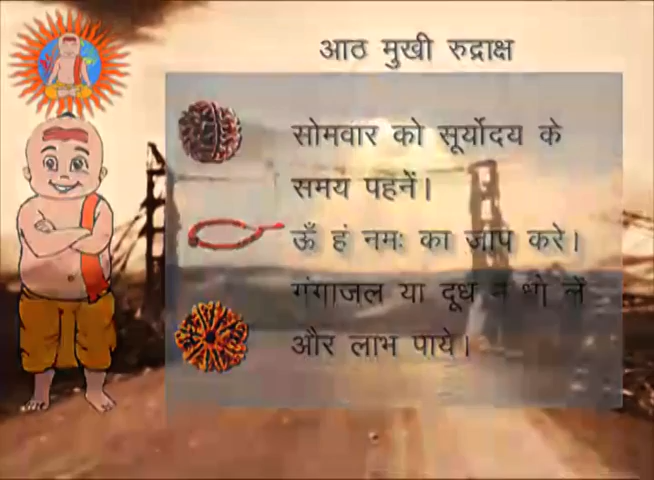 आठ मुखी रुद्राक्ष
सोमवार को सूर्योदय के
समय पहनें।
ऊँ हं नमः का जाप करे।
गंगाजल या दूध से धो लें
और लाभ पाये।